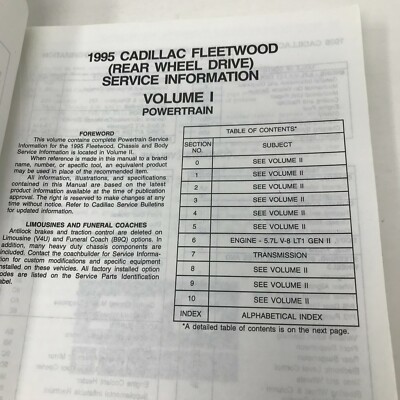 1995 CADILLAC FLEETWOOD
(REAR WHEEL DRIVE)
SERVICE INFORMATION
VOLUME I
POWERTRAIN
FOREWORD
This volume contains complete Powertrain Service
Information for the 1995 Fleetwood. Chassis and Body
Service Information is located in Volume II.
When reference is made in this manual to a brand
name, number, or specific tool, an equivalent product
may be used in place of the recommended item.
All information, illustrations, and specifications
contained in this Manual are based on the latest
product information available at the time of publication
approval. The right is reserved to make changes at any
time without notice. Refer to Cadillac Service Bulletins
for updated information.
LIMOUSINES AND FUNERAL COACHES
Antilock brakes and traction control are deleted on
Limousine (V4U) and Funeral Coach (B9Q) options. In
addition, many heavy duty chassis components are
included. Contact the coachbuilder for Service Informa-
tion for custom modifications and specific equipment
installed on these vehicles. All factory installed option
codes are listed on the Service Parts Identification
label.
TABLE OF CONTENTS*
SECTION NO. SUBJECT
0 SEE VOLUME II
1 SEE VOLUME II
2 SEE VOLUME II
3 SEE VOLUME II
4 SEE VOLUME II
5 SEE VOLUME II
6 ENGINE - 5.7L V-8 LT1 GEN II
7 TRANSMISSION
8 SEE VOLUME II
9 SEE VOLUME II
10 SEE VOLUME II
INDEX ALPHABETICAL INDEX
*A detailed table of contents is on the next page.